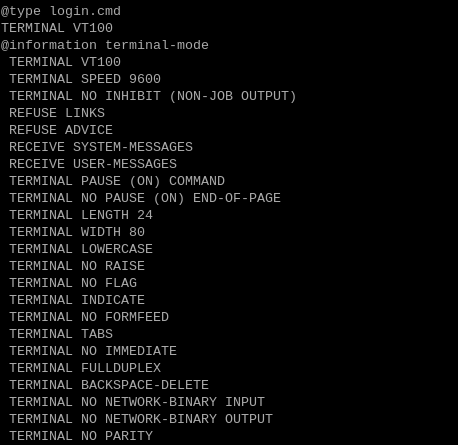 @type login.cmd
TERMINAL VT100
@information terminal-mode
TERMINAL VT100
TERMINAL SPEED 9600
TERMINAL NO INHIBIT (NON-JOB OUTPUT)
REFUSE LINKS
REFUSE ADVICE
RECEIVE SYSTEM-MESSAGES
RECEIVE USER-MESSAGES
TERMINAL PAUSE (ON) COMMAND
TERMINAL NO PAUSE (ON) END-OF-PAGE
TERMINAL LENGTH 24
TERMINAL WIDTH 80
TERMINAL LOWERCASE
TERMINAL NO RAISE
TERMINAL NO FLAG
TERMINAL INDICATE
TERMINAL NO FORMFEED
TERMINAL TABS
TERMINAL NO IMMEDIATE
TERMINAL FULLDUPLEX
TERMINAL BACKSPACE-DELETE
TERMINAL NO NETWORK-BINARY INPUT
TERMINAL NO NETWORK-BINARY OUTPUT
TERMINAL NO PARITY